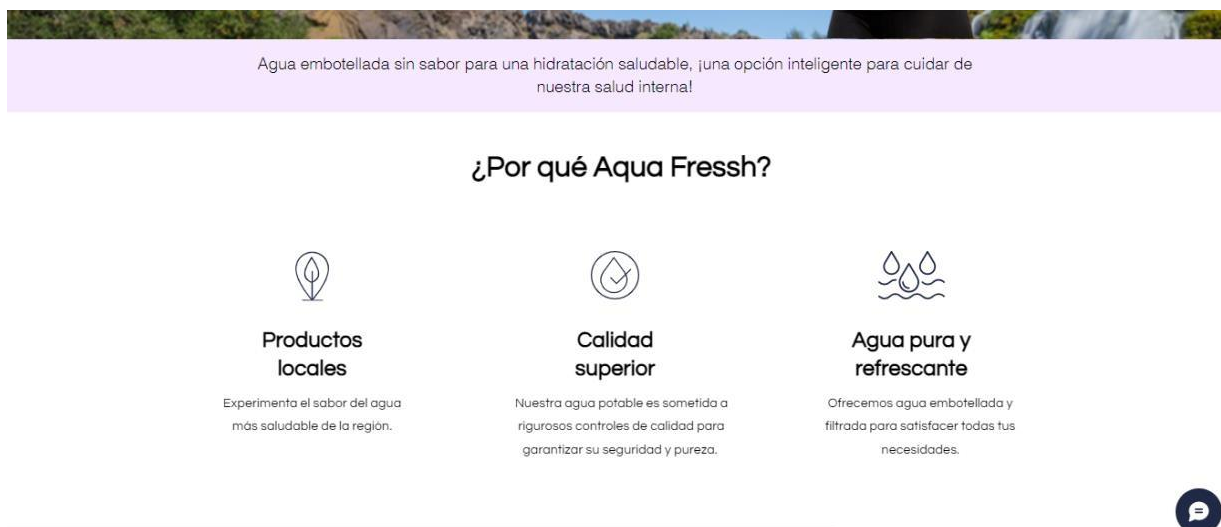 Agua embotellada sin sabor para una hidratación saludable, ¡una opción inteligente para cuidar de
nuestra salud interna!
¿Por qué Aqua Fressh?
Productos
locales
Experimenta el sabor del agua
más saludable de la región.
Calidad
superior
Nuestra agua potable es sometida a
rigurosos controles de calidad para
garantizar su seguridad y pureza.
Agua pura y
refrescante
Ofrecemos agua embotellada y
filtrada para satisfacer todas tus
necesidades.